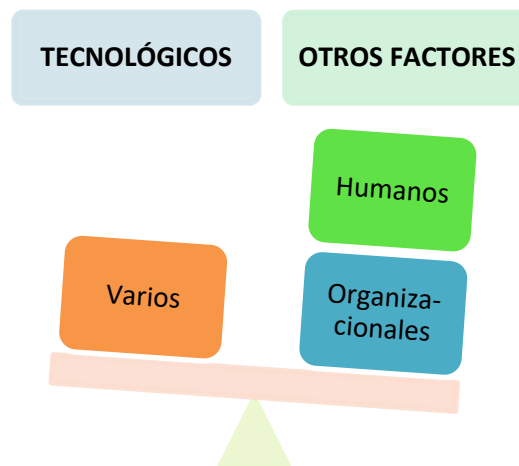 TECNOLÓGICOS
OTROS FACTORES
Humanos
Varios
Organiza-
cionales